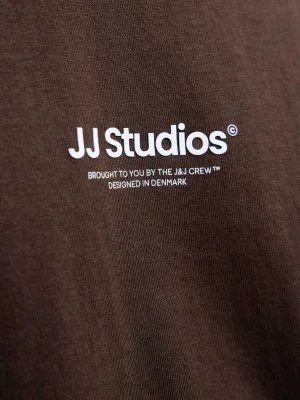 JJ Studios©
BROUGHT TO YOU BY THE J&J CREW™
DESIGNED IN DENMARK